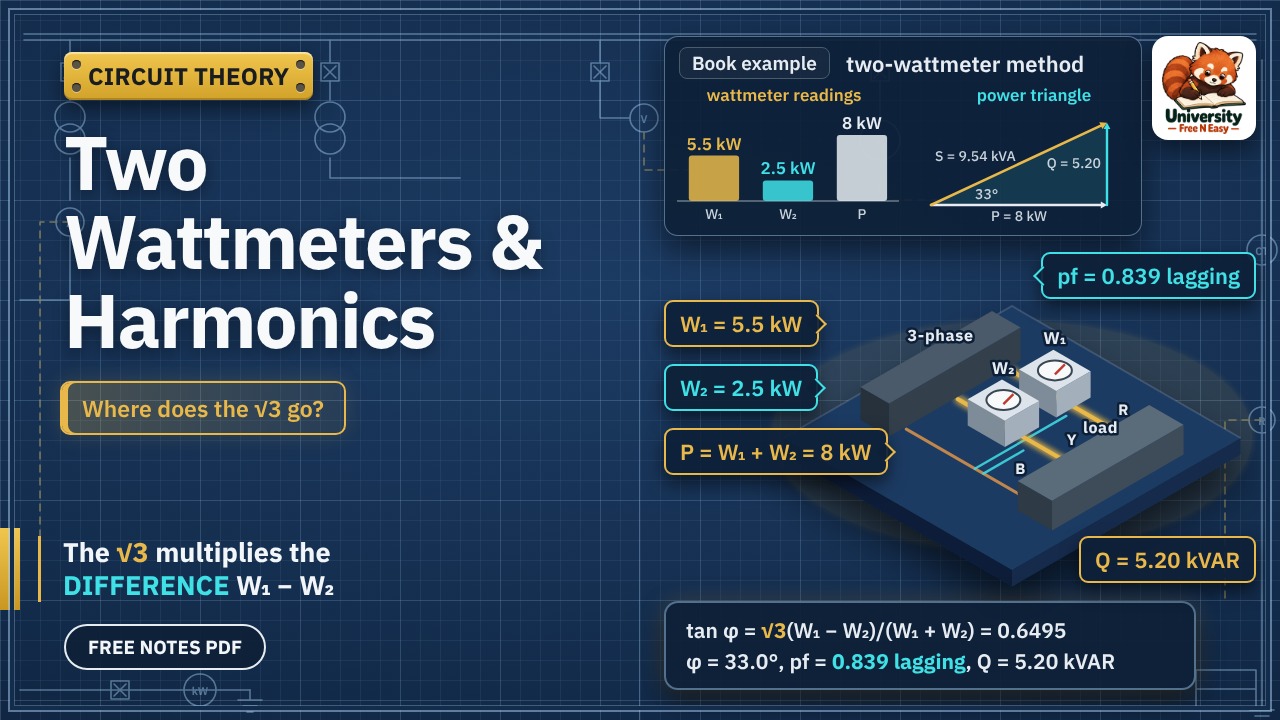 CIRCUIT THEORY
Two
Wattmeters &
Harmonics
Where does the √3 go?
The √3 multiplies the
DIFFERENCE W₁ – W₂
FREE NOTES PDF
kW
V
Book example
two-wattmeter method
wattmeter readings
power triangle
5.5 kW
2.5 kW
8 kW
W₁
W₂
P
S = 9.54 kVA
Q = 5.20
33°
P = 8 kW
University
Free N Easy
pf = 0.839 lagging
W₁ = 5.5 kW
W₂ = 2.5 kW
P = W₁ + W₂ = 8 kW
3-phase
W₁
W₂
R
load
Y
B
Q = 5.20 kVAR
tan φ = √3(W₁ – W₂)/(W₁ + W₂) = 0.6495
φ = 33.0°, pf = 0.839 lagging, Q = 5.20 kVAR